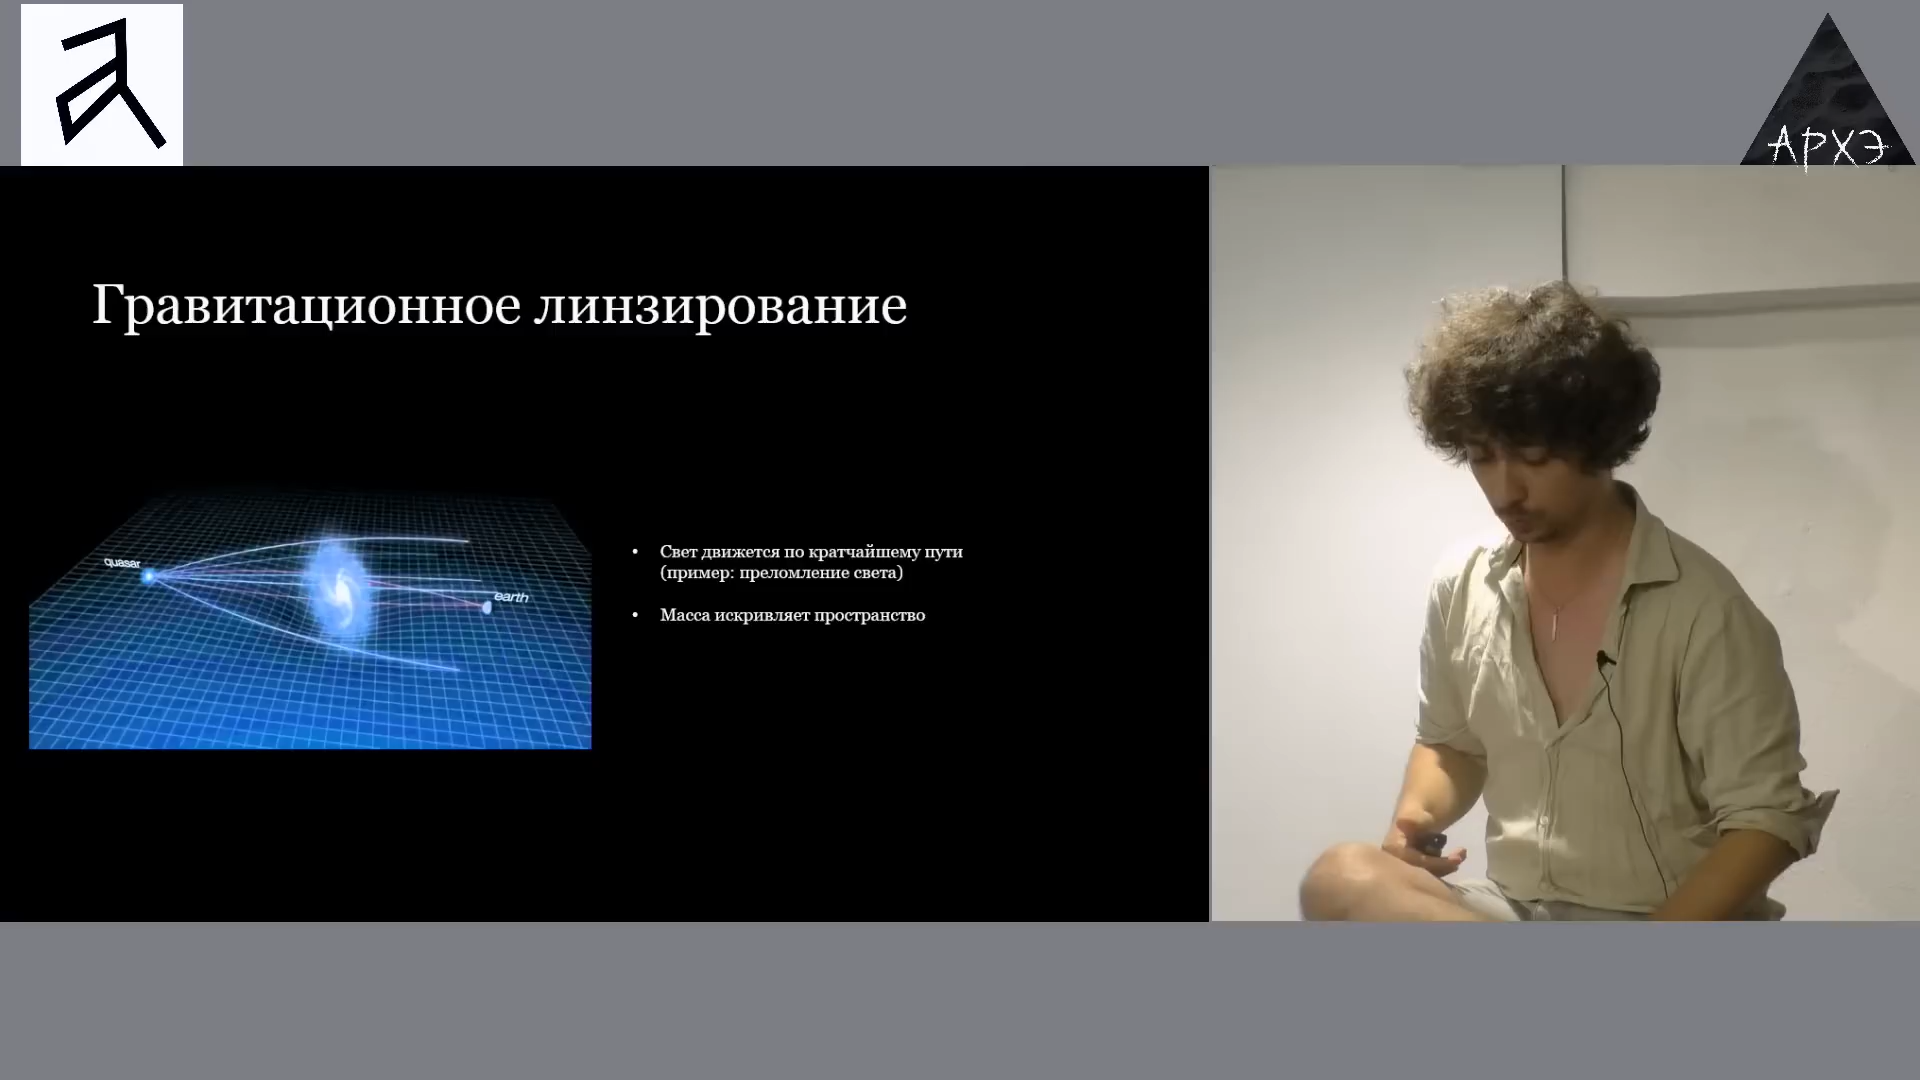 АРХЭ
Гравитационное линзирование
quasar
earth
• Свет движется по кратчайшему пути
(пример: преломление света)
• Масса искривляет пространство